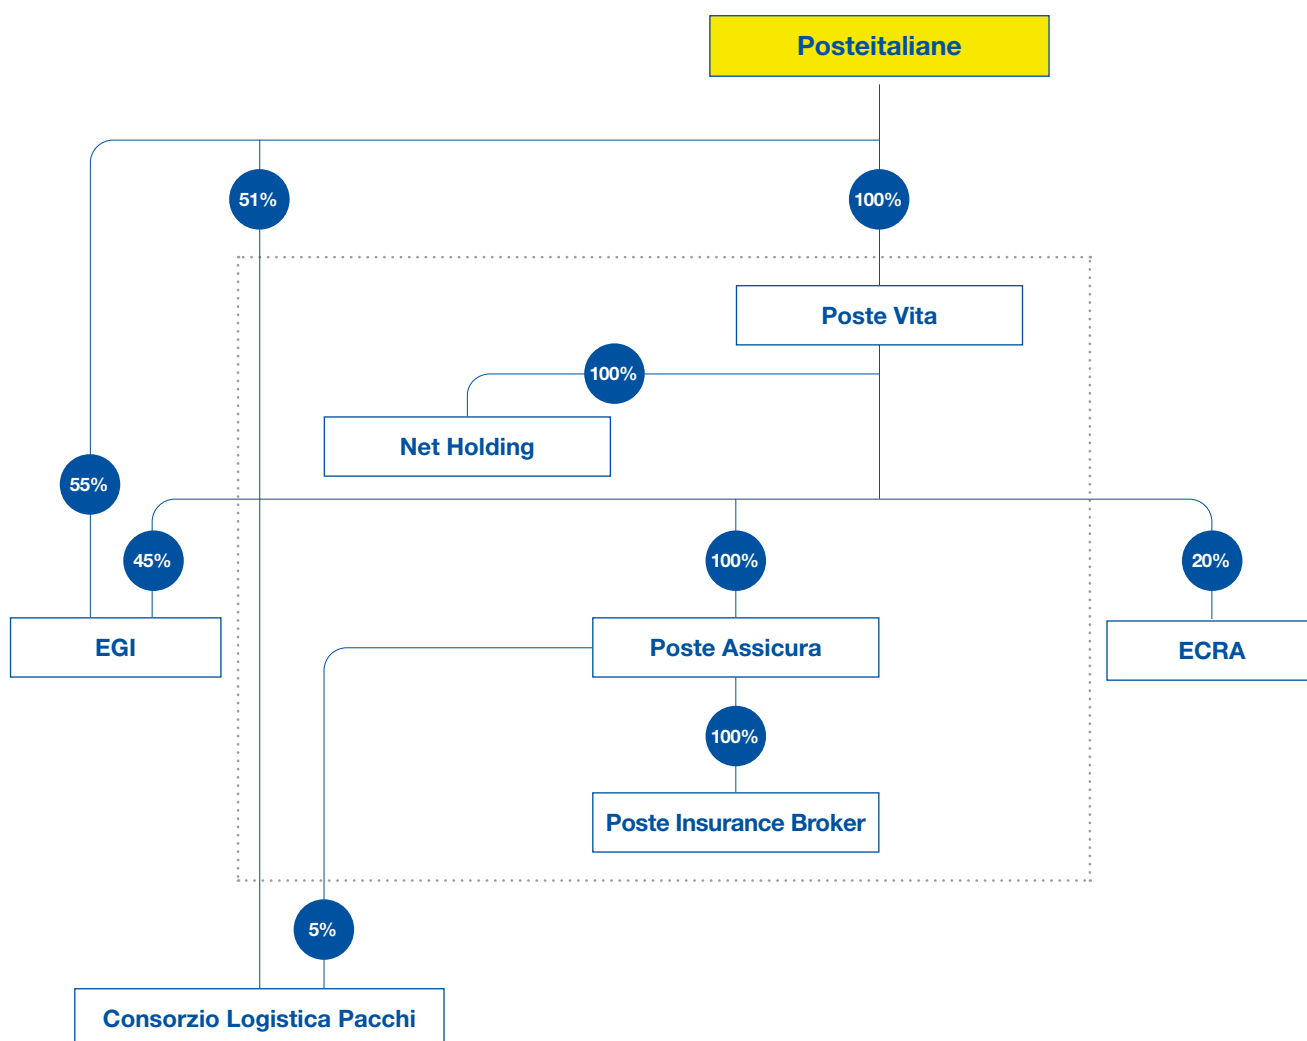 Posteitaliane
51%
100%
Poste Vita
100%
Net Holding
55%
45%
100%
20%
EGI
Poste Assicura
ECRA
100%
Poste Insurance Broker
5%
Consorzio Logistica Pacchi